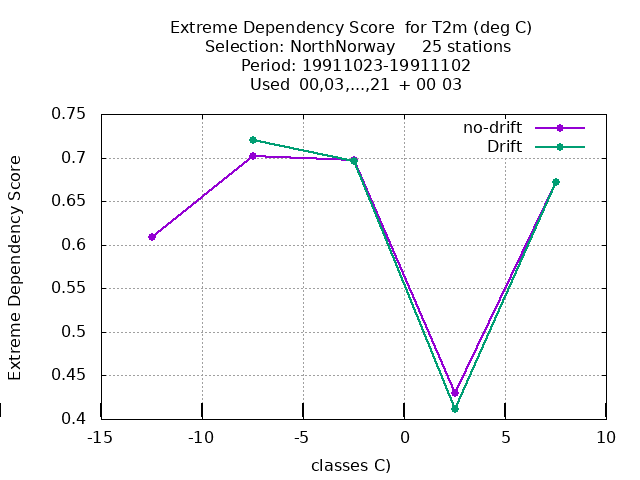 Extreme Dependency Score for T2m (deg C)
Selection: NorthNorway 25 stations
Period: 19911023-19911102
Used 00,03,...,21 + 00 03
no-drift
Drift
Extreme Dependency Score
0.75
0.7
0.65
0.6
0.55
0.5
0.45
0.4
-15 -10 -5 0 5 10
classes C)